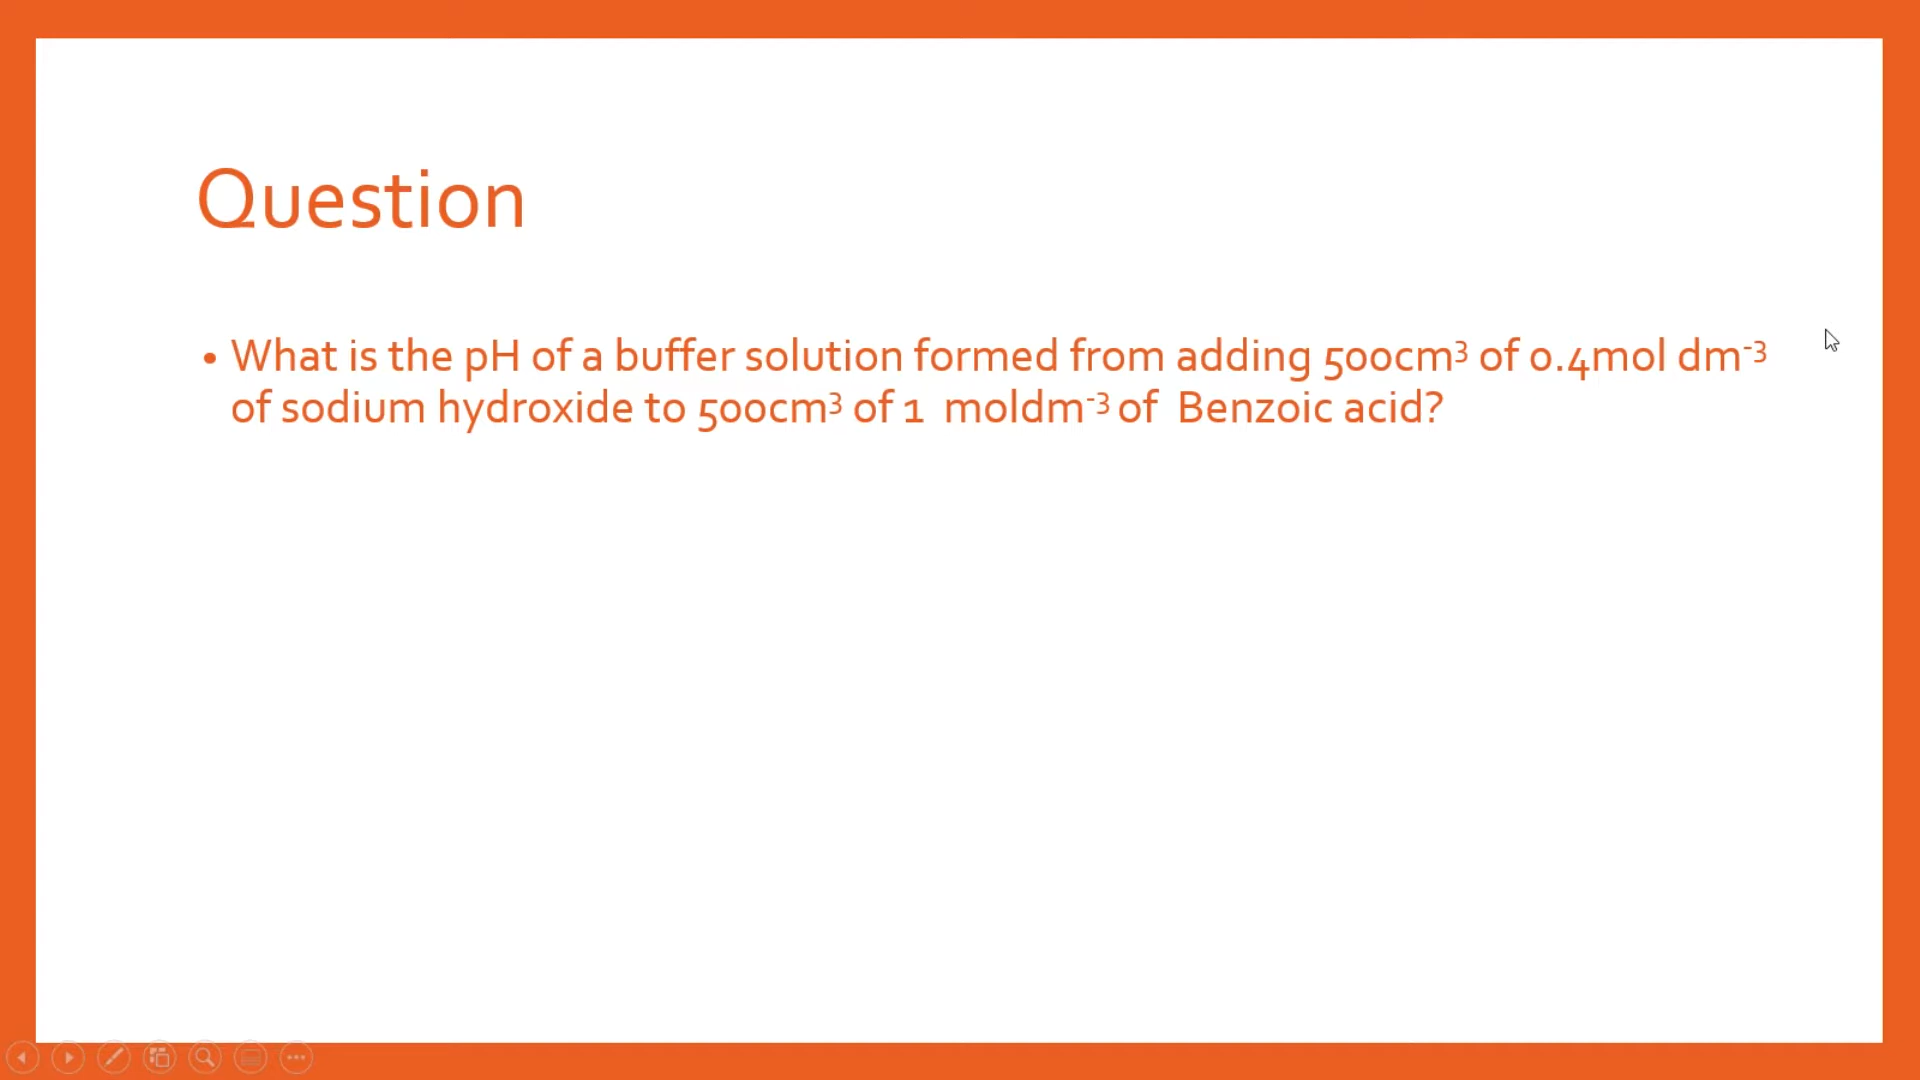 Question
• What is the pH of a buffer solution formed from adding 500cm³ of 0.4mol dm⁻³
of sodium hydroxide to 500cm³ of 1  moldm⁻³ of  Benzoic acid?